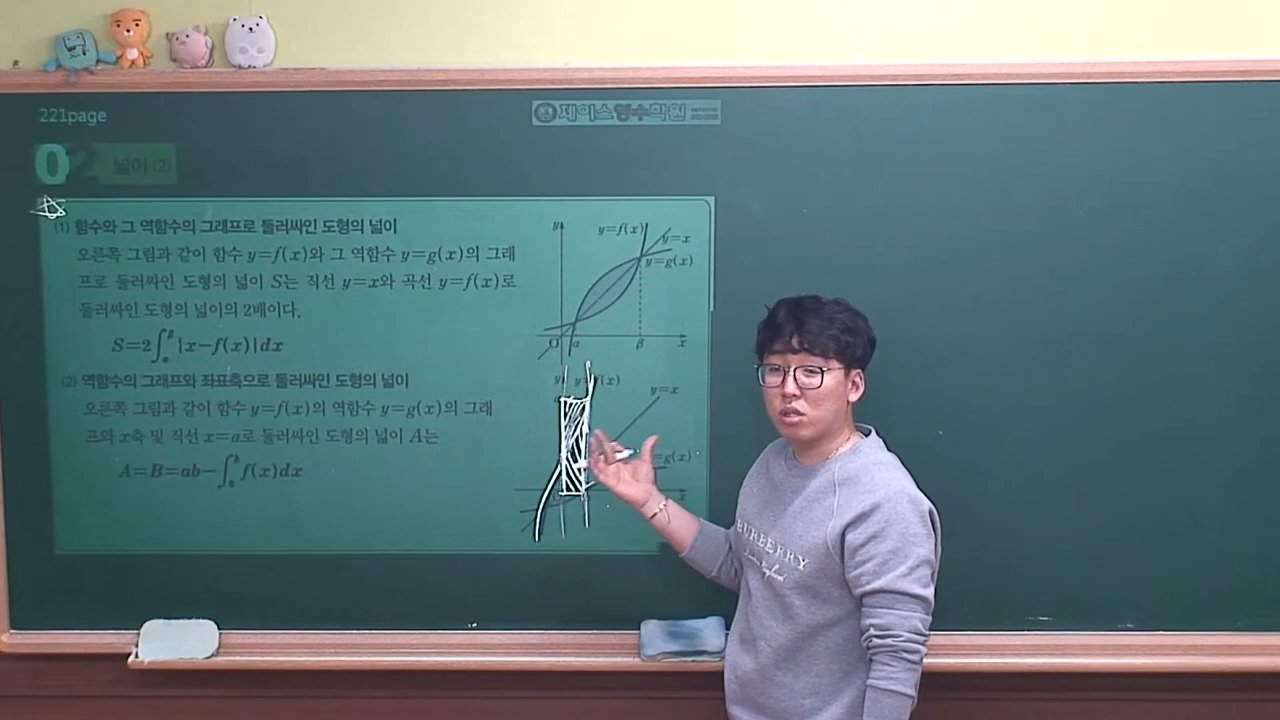 221page
제이스영수학원
02 넓이 (2)
(1) 함수와 그 역함수의 그래프로 둘러싸인 도형의 넓이
오른쪽 그림과 같이 함수 y=f(x)와 그 역함수 y=g(x)의 그래
프로 둘러싸인 도형의 넓이 S는 직선 y=x와 곡선 y=f(x)로
둘러싸인 도형의 넓이의 2배이다.
S=2∫|x−f(x)|dx
y y=f(x) y=x
y=g(x)
O α β x
(2) 역함수의 그래프와 좌표축으로 둘러싸인 도형의 넓이
오른쪽 그림과 같이 함수 y=f(x)의 역함수 y=g(x)의 그래
프와 x축 및 직선 x=a로 둘러싸인 도형의 넓이 A는
A=B=ab−∫f(x)dx
y (x) y=x
=g(x)
x
BURBERRY